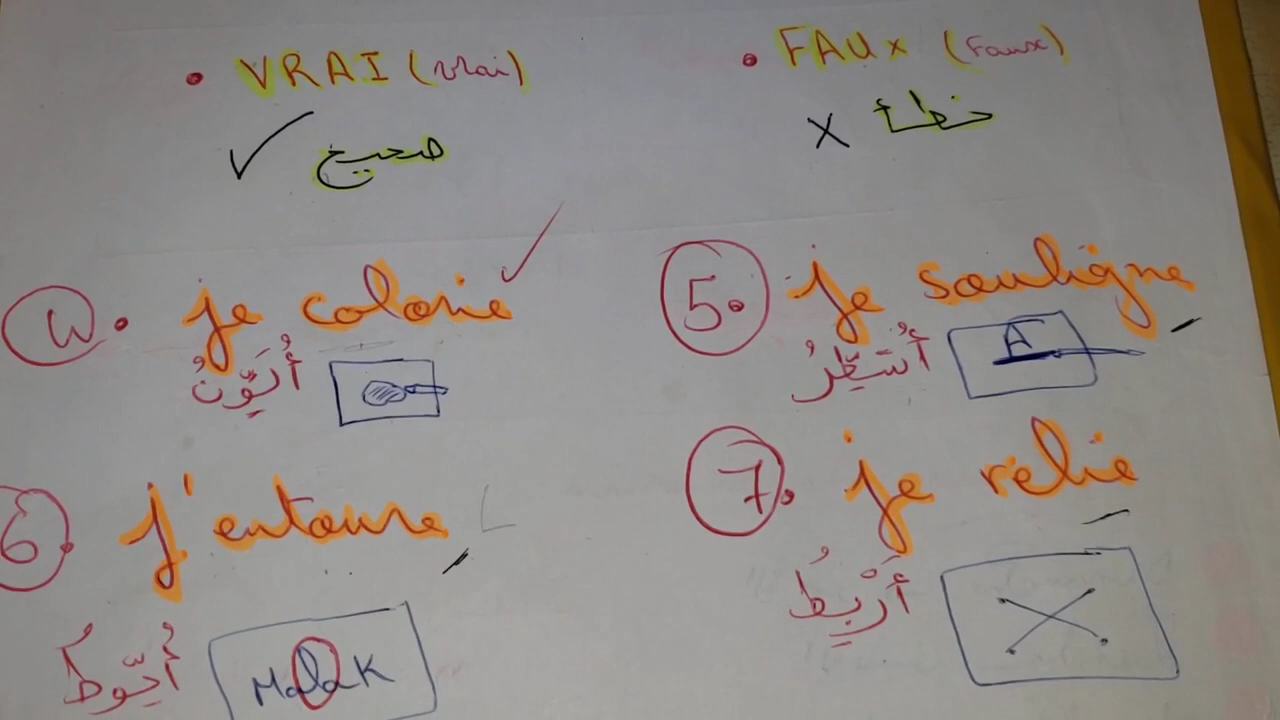 • VRAI (vrai)
• FAUX (Faux)
✓ صحيح
X خطأ
4. je colorie
5. je souligne
أُلَوِّنُ
أُسَطِّرُ
A
6. j'entoure
7. je relie
أُحَوِّطُ
Malak
أَرْبِطُ